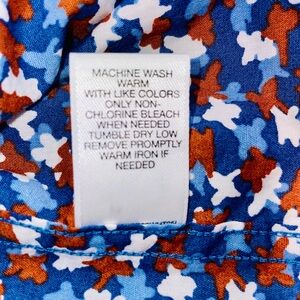 MACHINE WASH
WARM
WITH LIKE COLORS
ONLY NON-
CHLORINE BLEACH
WHEN NEEDED
TUMBLE DRY LOW
REMOVE PROMPTLY
WARM IRON IF
NEEDED